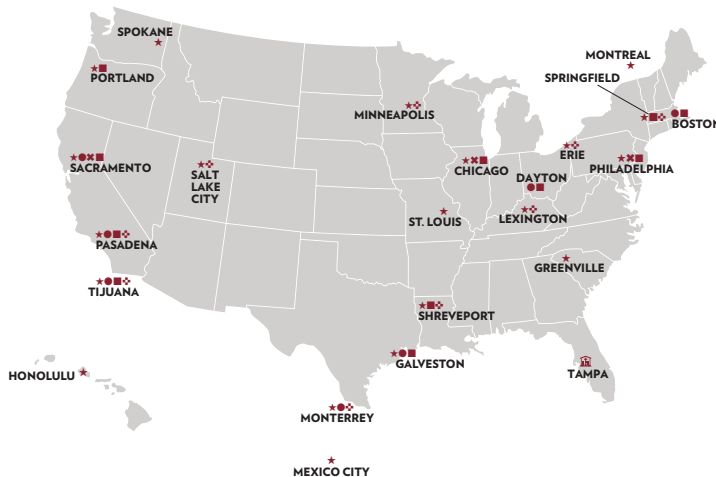 SPOKANE
MONTREAL
PORTLAND
SPRINGFIELD
MINNEAPOLIS
BOSTON
SACRAMENTO
SALT
LAKE
CITY
CHICAGO
ERIE
PHILADELPHIA
DAYTON
ST. LOUIS
LEXINGTON
PASADENA
GREENVILLE
TIJUANA
SHREVEPORT
GALVESTON
HONOLULU
TAMPA
MONTERREY
MEXICO CITY